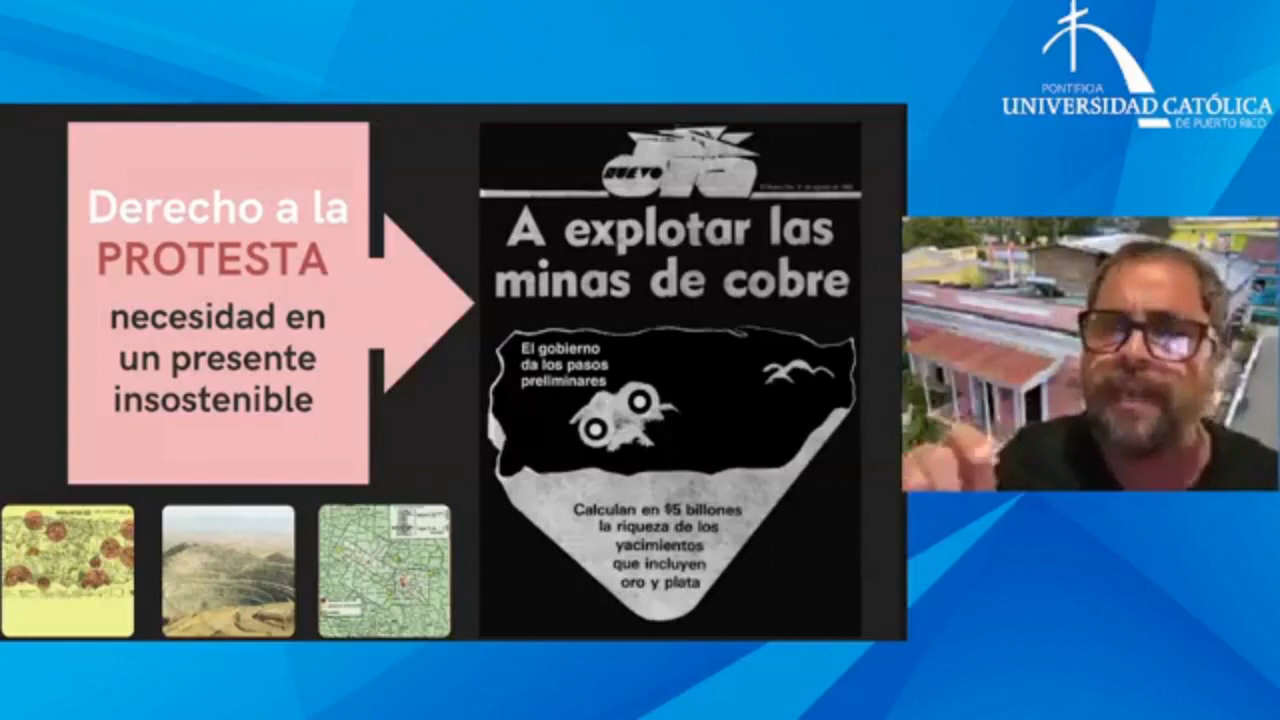 PONTIFICIA
UNIVERSIDAD CATÓLICA
DE PUERTO RICO
Derecho a la
PROTESTA
necesidad en
un presente
insostenible
nuevo
día
A explotar las
minas de cobre
El gobierno
da los pasos
preliminares
Calculan en $5 billones
la riqueza de los
yacimientos
que incluyen
oro y plata